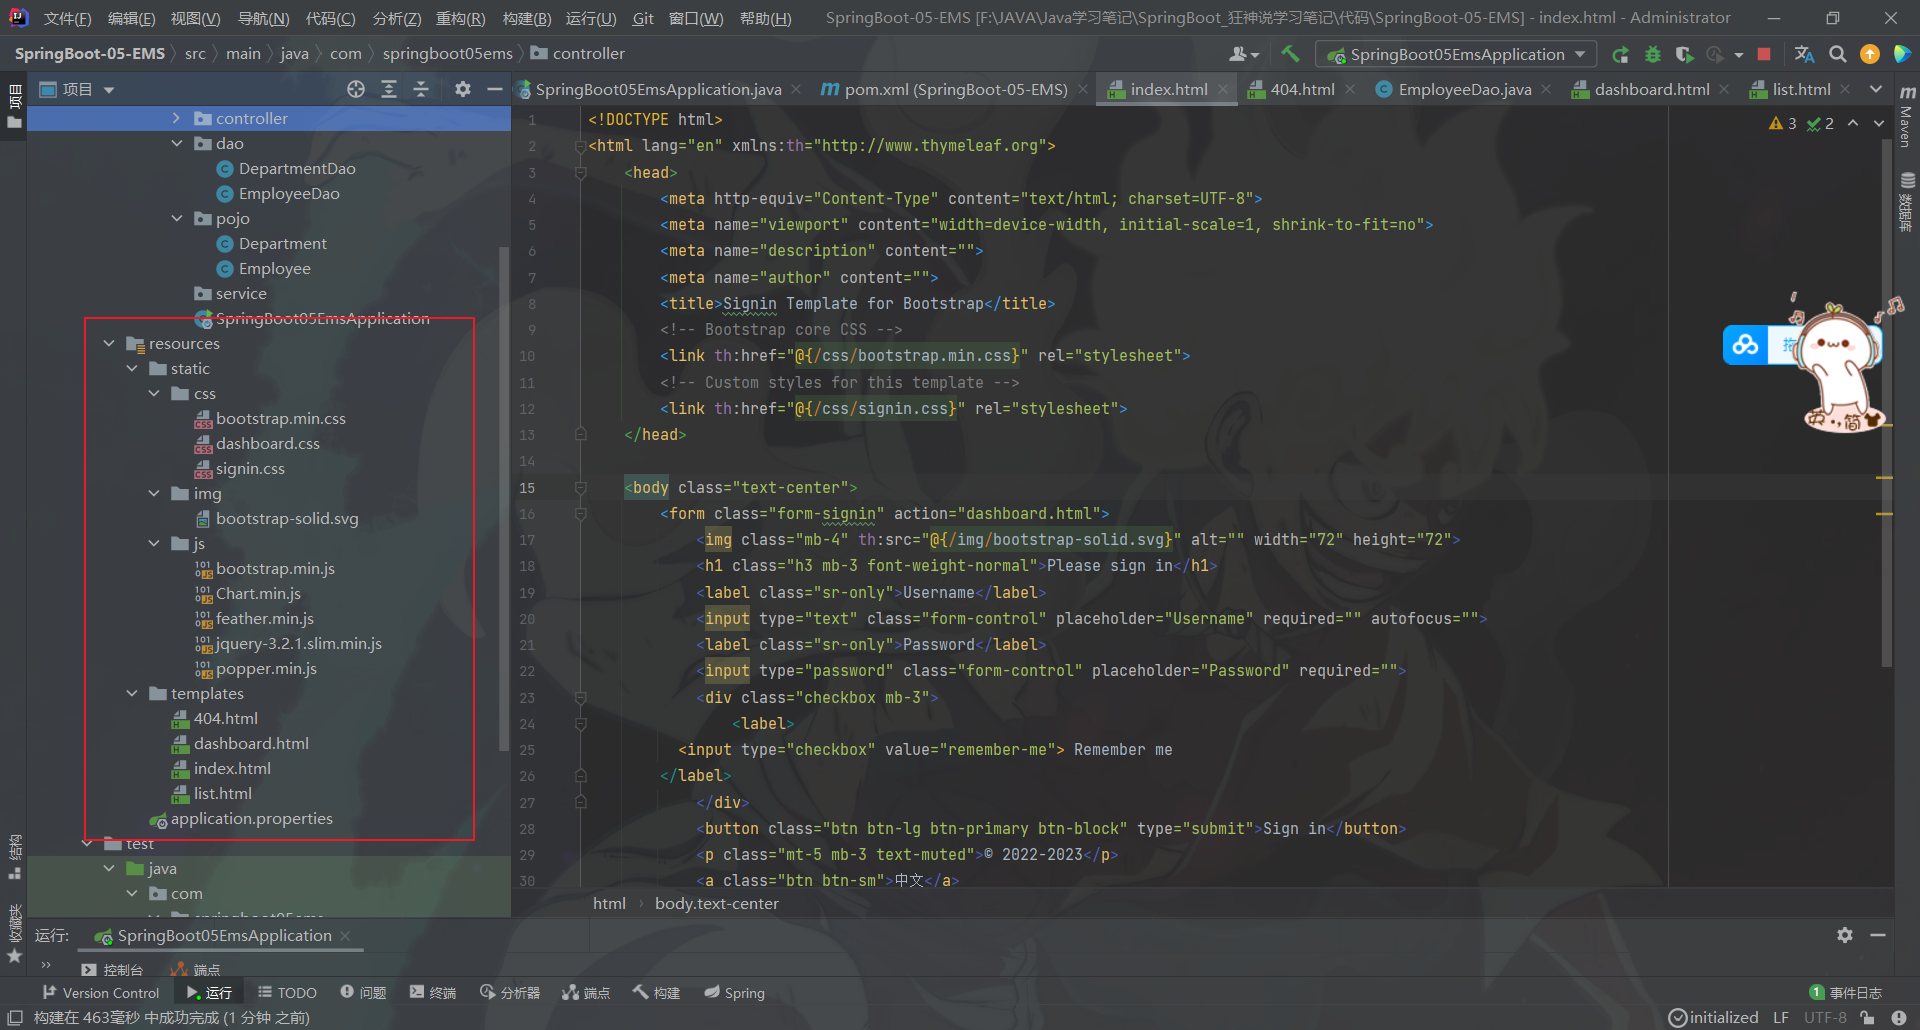 文件(F) 编辑(E) 视图(V) 导航(N) 代码(C) 分析(Z) 重构(R) 构建(B) 运行(U) Git 窗口(W) 帮助(H) SpringBoot-05-EMS [F:\JAVA\Java学习笔记\SpringBoot_狂神说学习笔记\代码\SpringBoot-05-EMS] - index.html - Administrator
SpringBoot-05-EMS src main java com springboot05ems controller SpringBoot05EmsApplication
项目 SpringBoot05EmsApplication.java pom.xml (SpringBoot-05-EMS) index.html 404.html EmployeeDao.java dashboard.html list.html
项目
Maven
数据库
结构
收藏夹
controller
dao
DepartmentDao
EmployeeDao
pojo
Department
Employee
service
SpringBoot05EmsApplication
resources
static
css
bootstrap.min.css
dashboard.css
signin.css
img
bootstrap-solid.svg
js
bootstrap.min.js
Chart.min.js
feather.min.js
jquery-3.2.1.slim.min.js
popper.min.js
templates
404.html
dashboard.html
index.html
list.html
application.properties
test
java
com
springboot05ems
3 2
1 <!DOCTYPE html>
2 <html lang="en" xmlns:th="http://www.thymeleaf.org">
3 <head>
4 <meta http-equiv="Content-Type" content="text/html; charset=UTF-8">
5 <meta name="viewport" content="width=device-width, initial-scale=1, shrink-to-fit=no">
6 <meta name="description" content="">
7 <meta name="author" content="">
8 <title>Signin Template for Bootstrap</title>
9 <!-- Bootstrap core CSS -->
10 <link th:href="@{/css/bootstrap.min.css}" rel="stylesheet">
11 <!-- Custom styles for this template -->
12 <link th:href="@{/css/signin.css}" rel="stylesheet">
13 </head>
14
15 <body class="text-center">
16 <form class="form-signin" action="dashboard.html">
17 <img class="mb-4" th:src="@{/img/bootstrap-solid.svg}" alt="" width="72" height="72">
18 <h1 class="h3 mb-3 font-weight-normal">Please sign in</h1>
19 <label class="sr-only">Username</label>
20 <input type="text" class="form-control" placeholder="Username" required="" autofocus="">
21 <label class="sr-only">Password</label>
22 <input type="password" class="form-control" placeholder="Password" required="">
23 <div class="checkbox mb-3">
24 <label>
25 <input type="checkbox" value="remember-me"> Remember me
26 </label>
27 </div>
28 <button class="btn btn-lg btn-primary btn-block" type="submit">Sign in</button>
29 <p class="mt-5 mb-3 text-muted">© 2022-2023</p>
30 <a class="btn btn-sm">中文</a>
英 简
html body.text-center
运行: SpringBoot05EmsApplication
控制台 端点
Version Control 运行 TODO 问题 终端 分析器 端点 构建 Spring 1 事件日志
构建在 463毫秒 中成功完成 (1 分钟 之前) initialized LF UTF-8